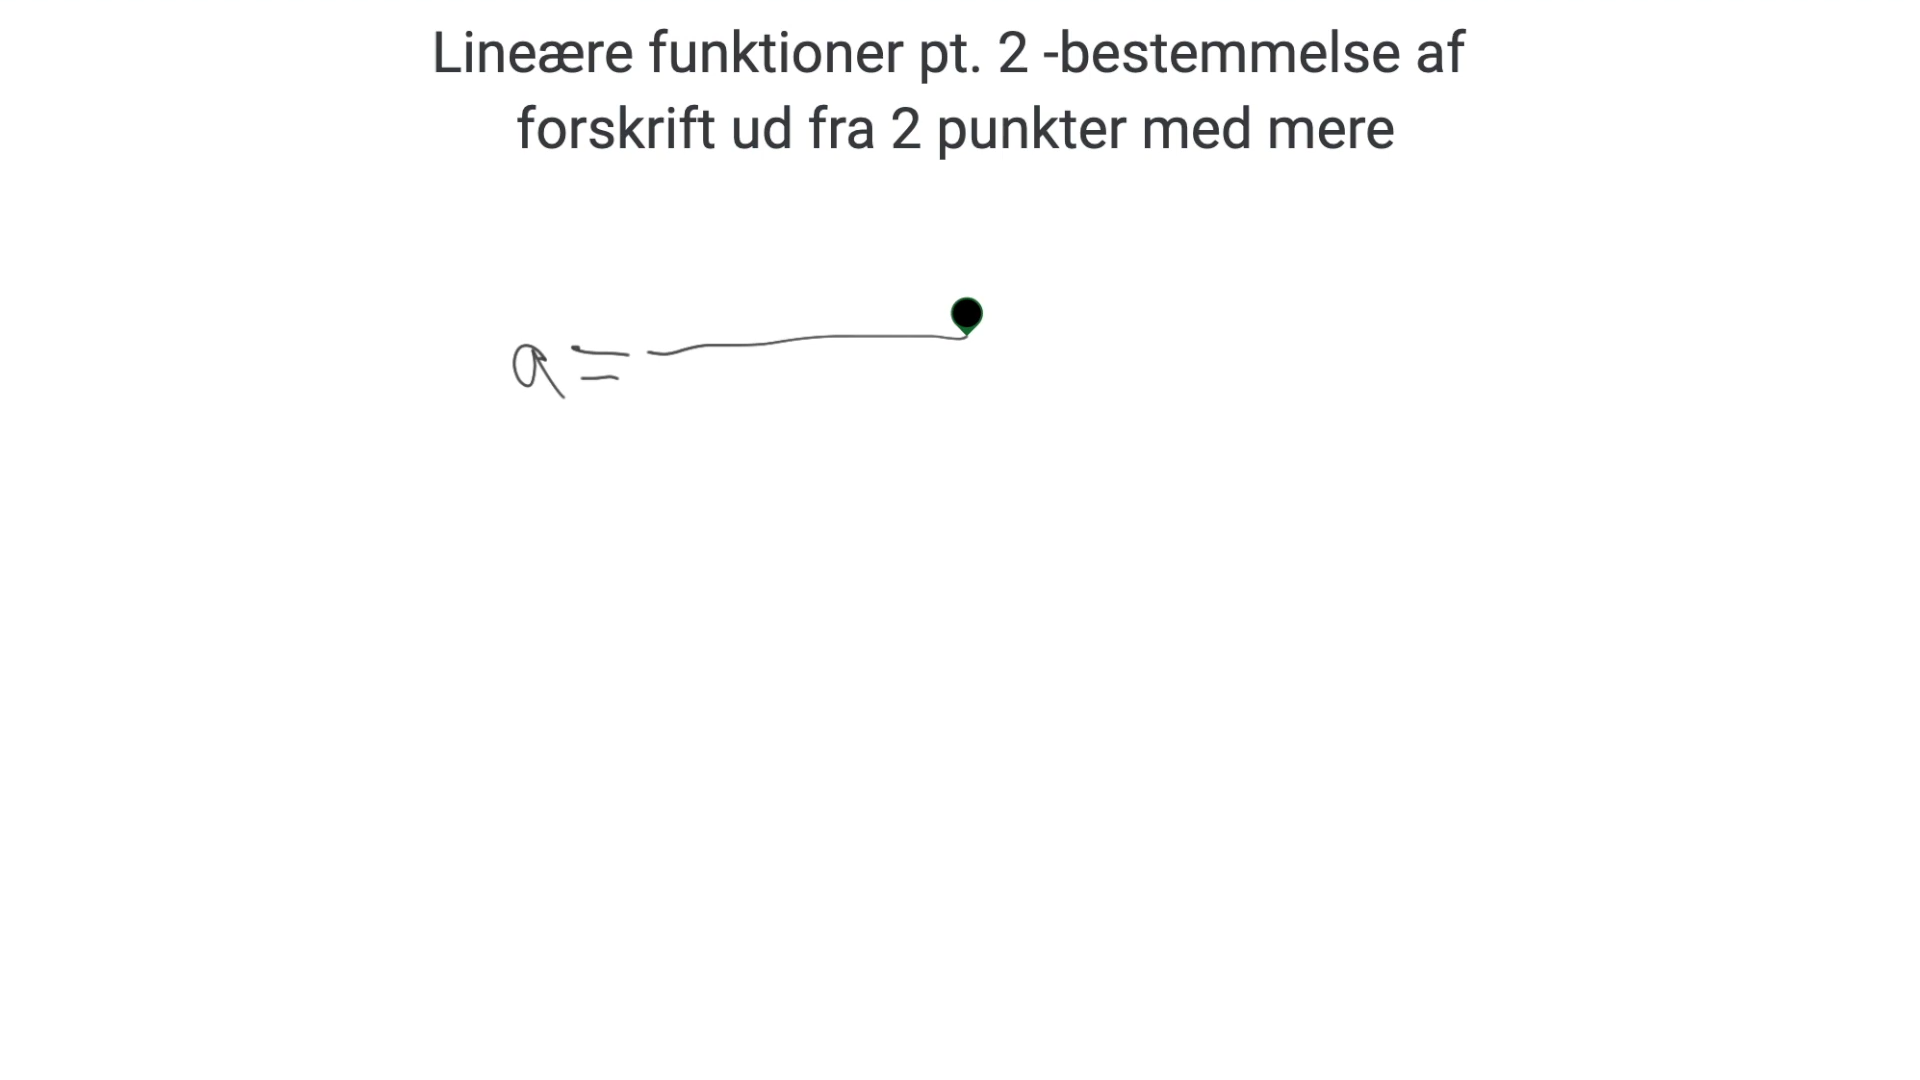 Lineære funktioner pt. 2 -bestemmelse af
forskrift ud fra 2 punkter med mere
a =